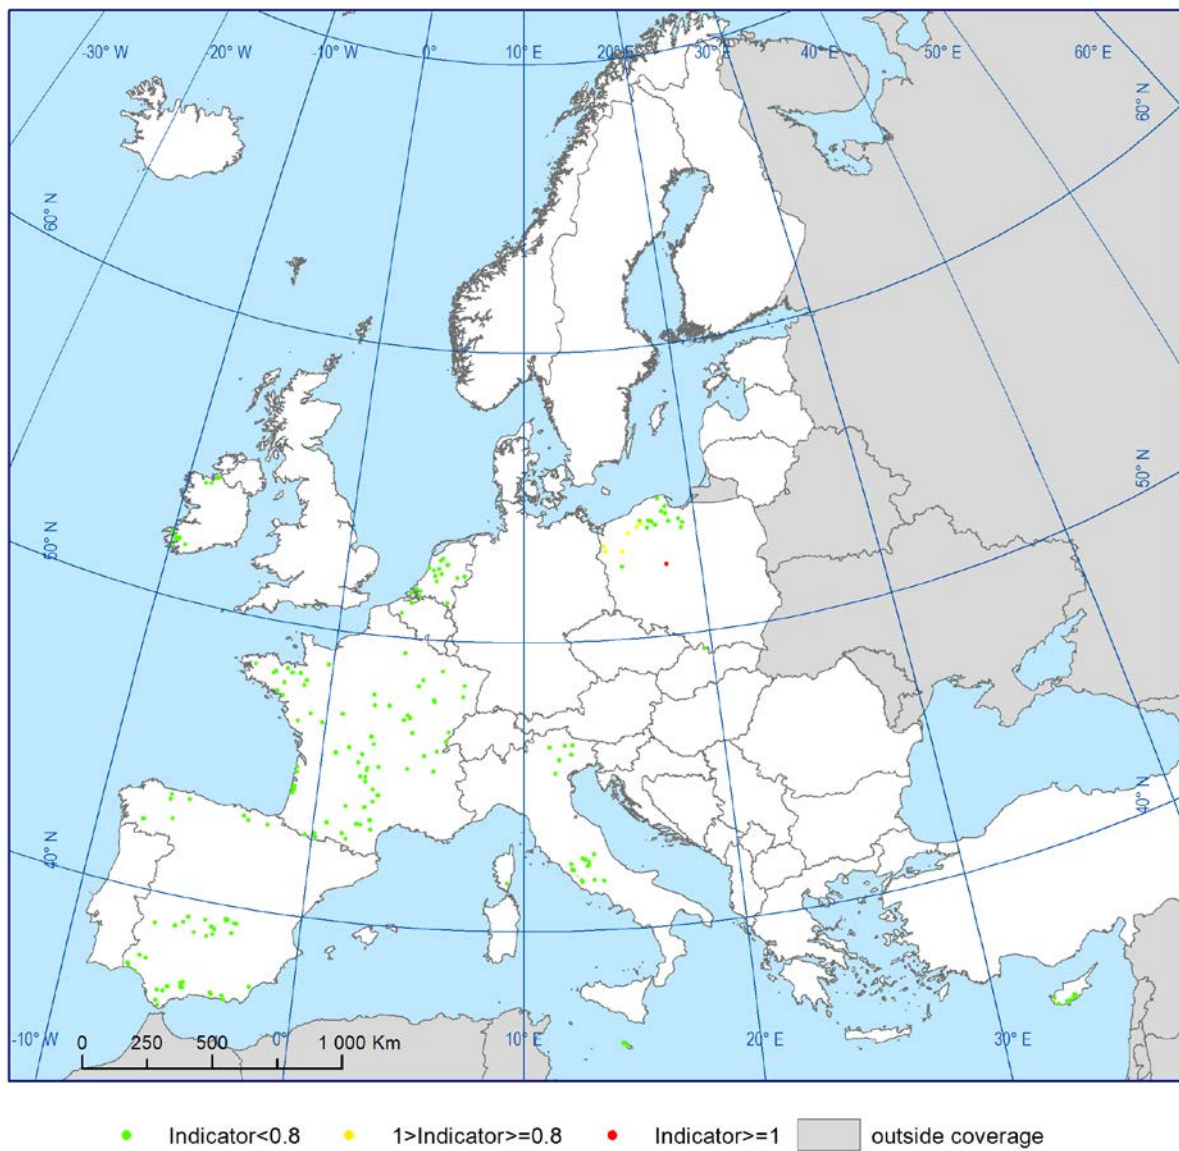 -30° W -20° W -10° W 0° 10° E 20° E 30° E 40° E 50° E 60° E
60° N
60° N
50° N
50° N
40° N
40° N
-10° W 0° 10° E 20° E 30° E
0 250 500 1 000 Km
Indicator<0.8 1>Indicator>=0.8 Indicator>=1 outside coverage